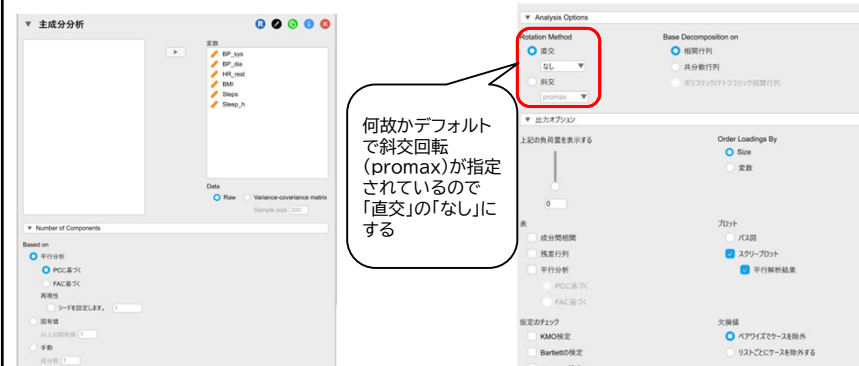 ▼ 主成分分析
変数
BP_sys
BP_dia
HR_rest
BMI
Steps
Sleep_h
Data
Raw
Variance-covariance matrix
Sample size 200
▼ Number of Components
Based on
平行分析
PCに基づく
FACに基づく
再現性
シードを設定します。 1
固有値
以上の固有値 1
手動
成分数 1
何故かデフォルト
で斜交回転
(promax)が指定
されているので
「直交」の「なし」に
する
▼ Analysis Options
Rotation Method
直交
なし ▼
斜交
promax ▼
Base Decomposition on
相関行列
共分散行列
ポリコリック/テトラコリック相関行列
▼ 出力オプション
上記の負荷量を表示する
0
Order Loadings By
Size
変数
表
成分間相関
残差行列
平行分析
PCに基づく
FACに基づく
プロット
パス図
スクリープロット
平行解析結果
仮定のチェック
KMO検定
Bartlettの検定
欠損値
ペアワイズでケースを除外
リストごとにケースを除外する